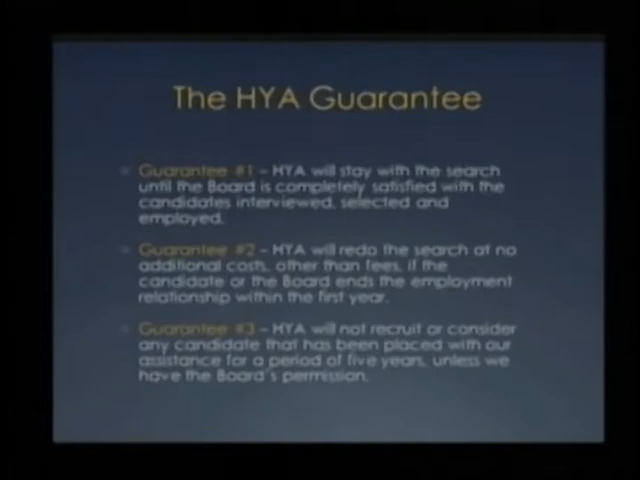 The HYA Guarantee
Guarantee #1 – HYA will stay with the search
until the Board is completely satisfied with the
candidates interviewed, selected and
employed.
Guarantee #2 – HYA will redo the search at no
additional costs, other than fees, if the
candidate or the Board ends the employment
relationship within the first year.
Guarantee #3 – HYA will not recruit or consider
any candidate that has been placed with our
assistance for a period of five years, unless we
have the Board's permission.